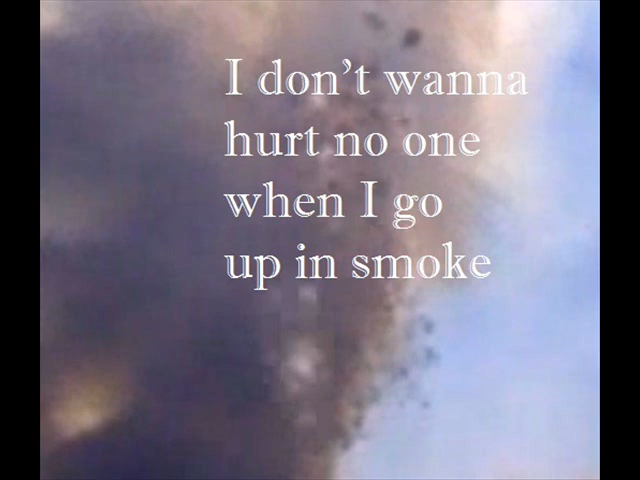 I don’t wanna
hurt no one
when I go
up in smoke